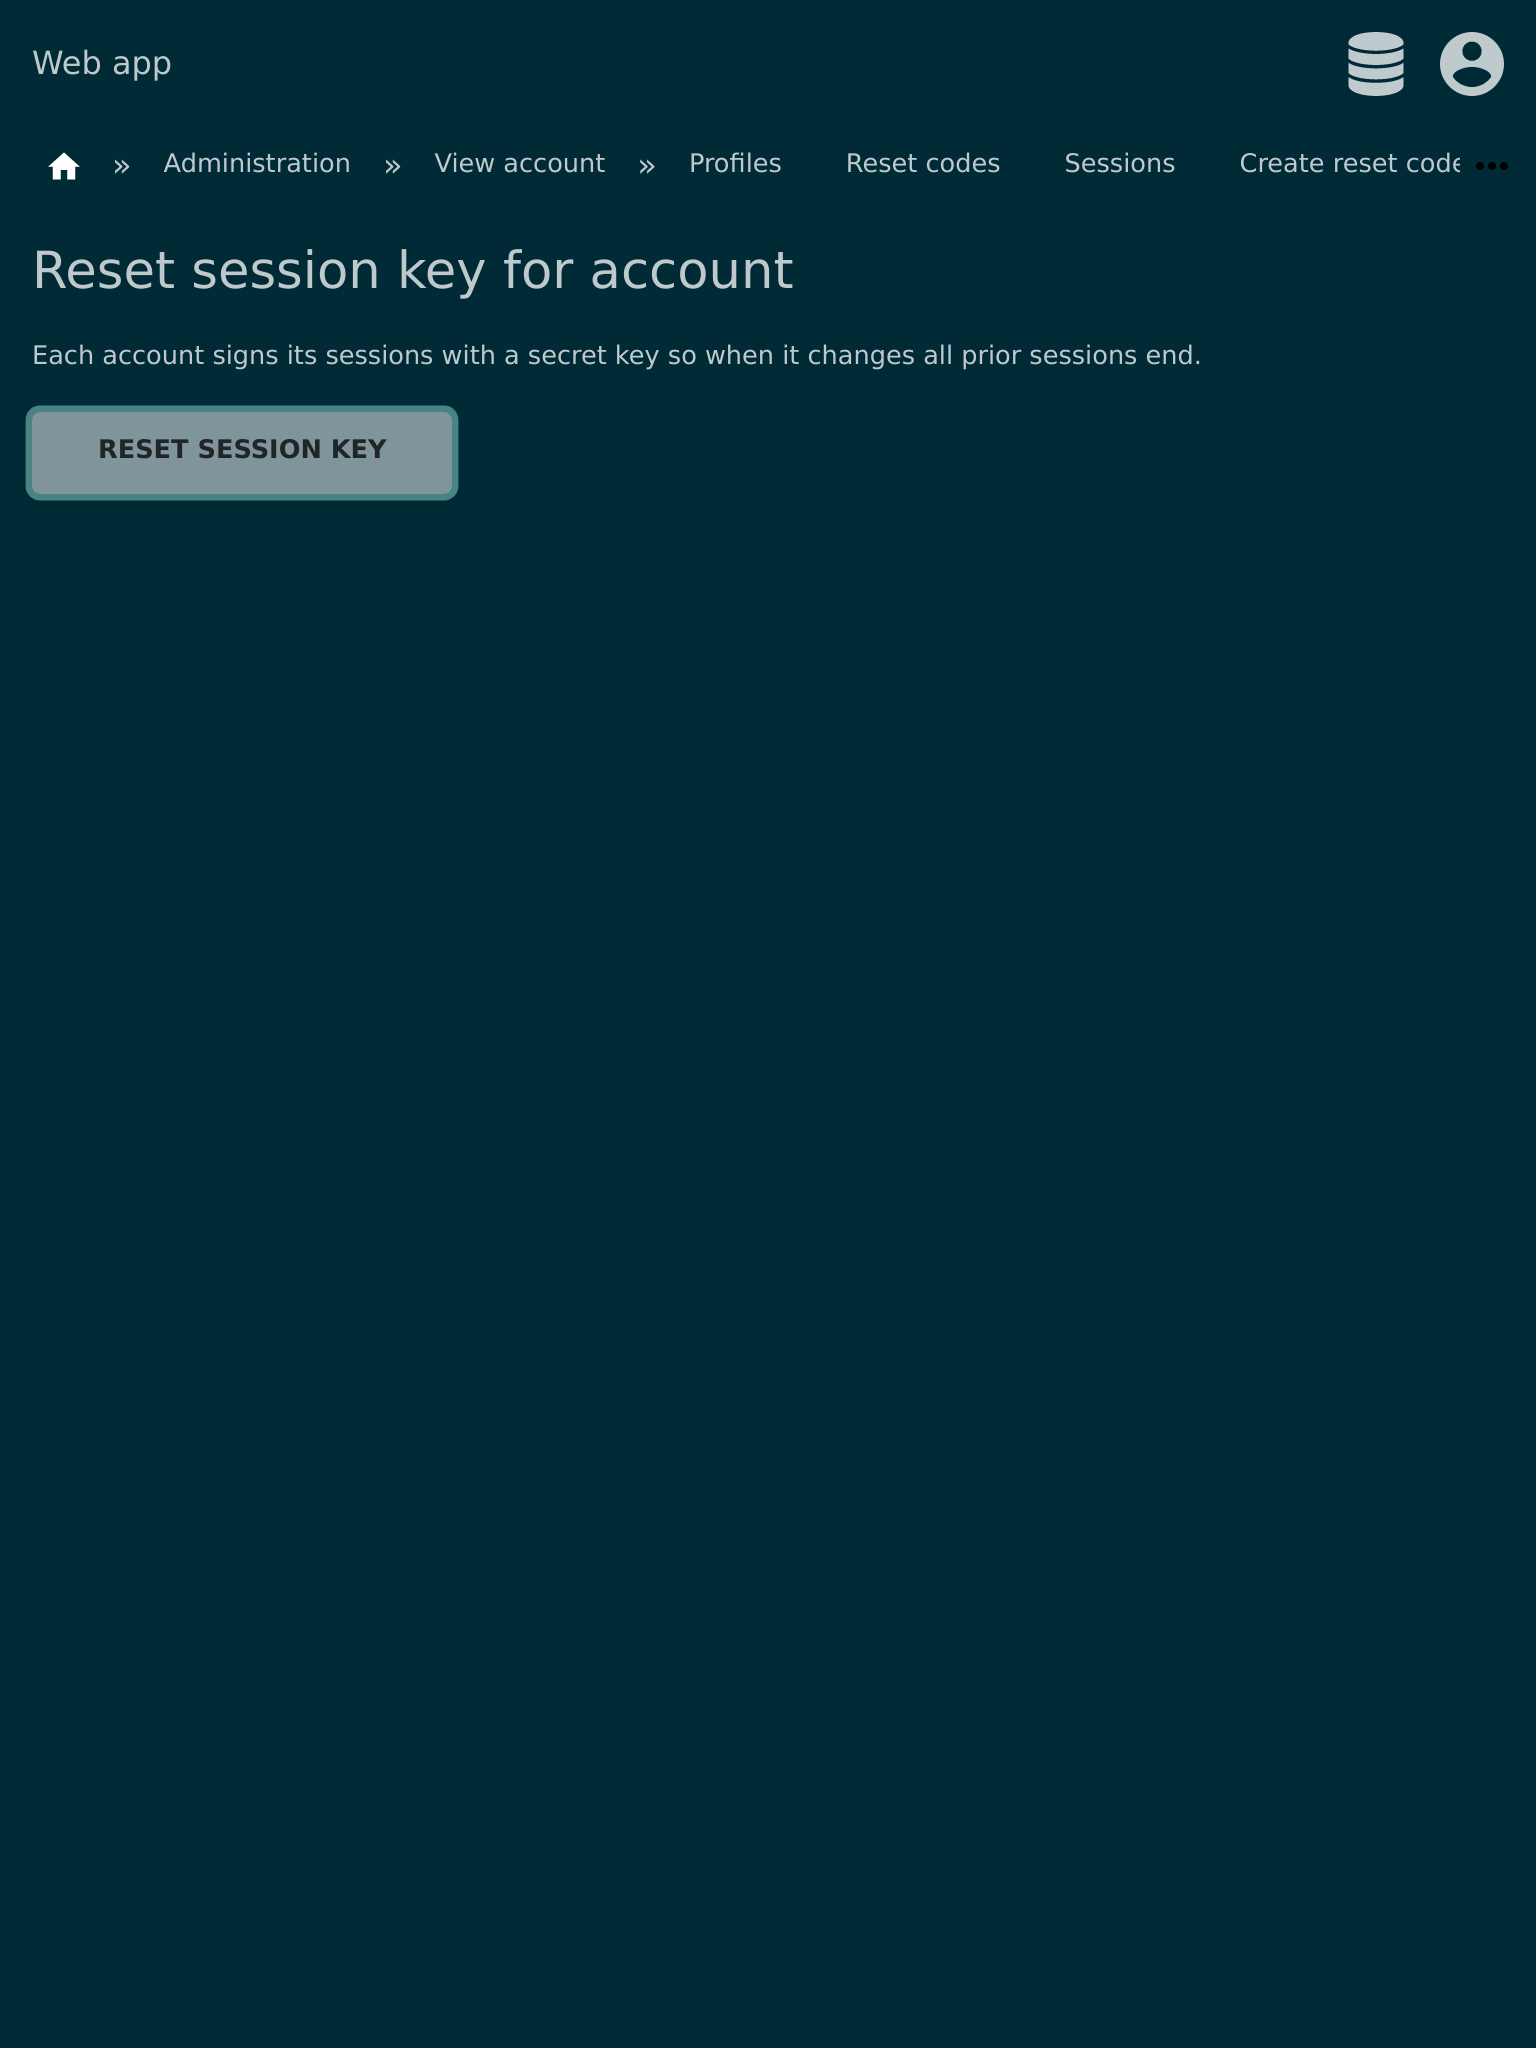 Web app
» Administration » View account » Profiles Reset codes Sessions Create reset code •••
Reset session key for account
Each account signs its sessions with a secret key so when it changes all prior sessions end.
RESET SESSION KEY